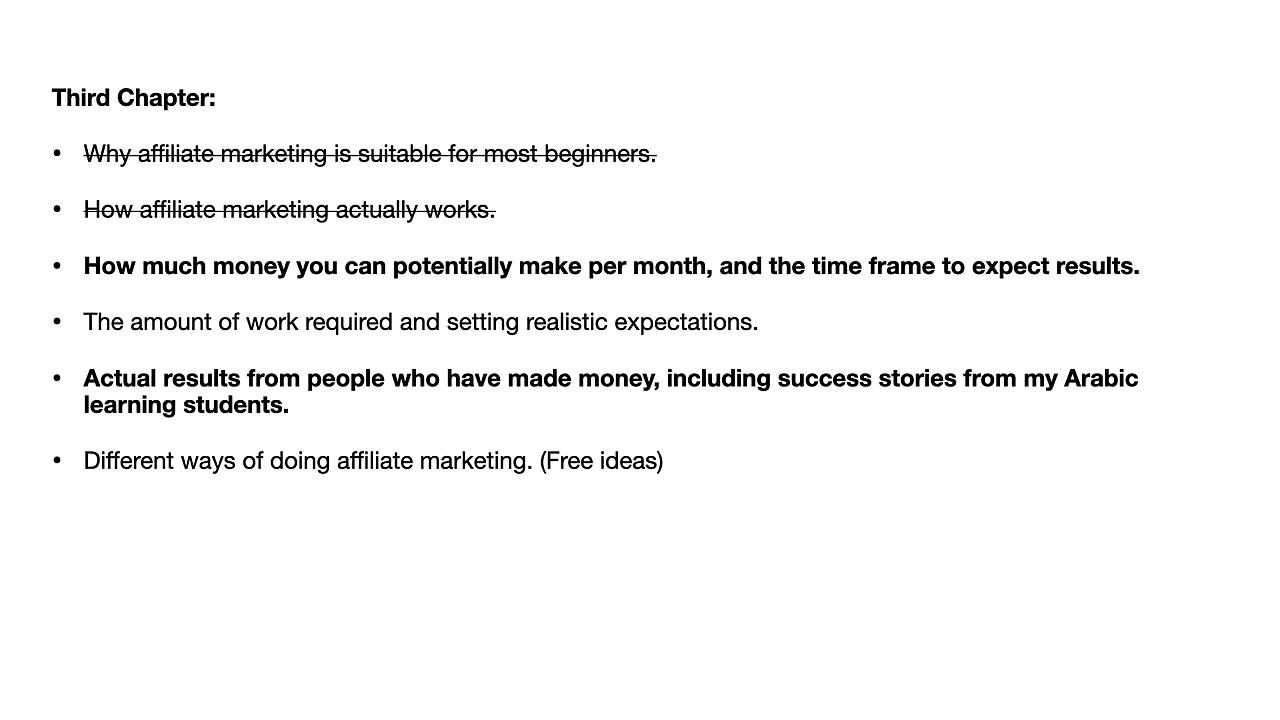 Third Chapter:
• Why affiliate marketing is suitable for most beginners.
• How affiliate marketing actually works.
• How much money you can potentially make per month, and the time frame to expect results.
• The amount of work required and setting realistic expectations.
• Actual results from people who have made money, including success stories from my Arabic
learning students.
• Different ways of doing affiliate marketing. (Free ideas)